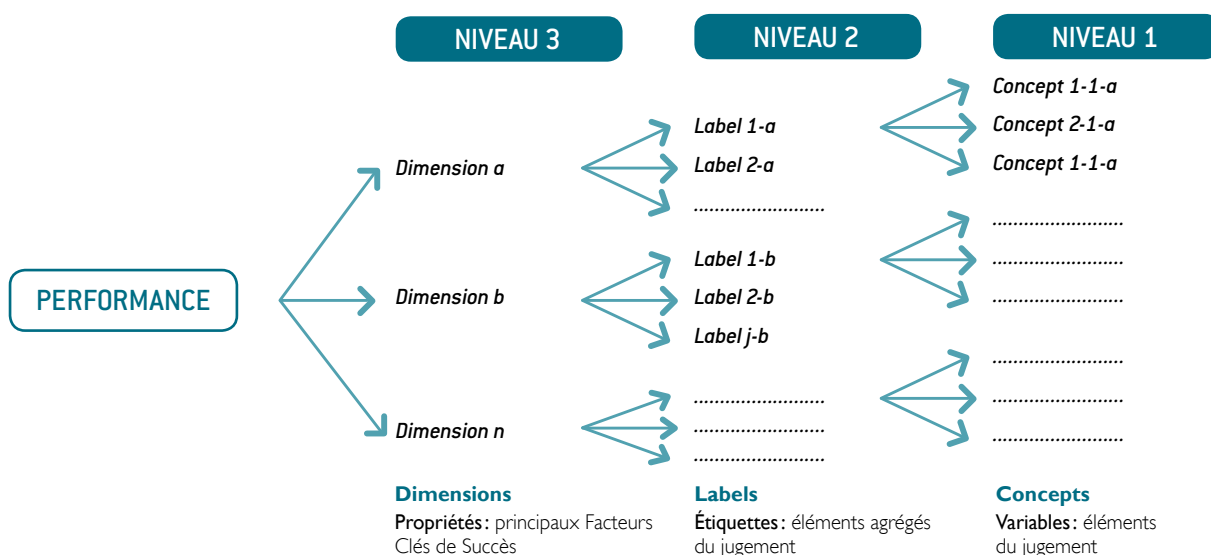 NIVEAU 3
NIVEAU 2
NIVEAU 1
Concept 1-1-a
Label 1-a
Concept 2-1-a
Dimension a
Label 2-a
Concept 1-1-a
.........................
.........................
Label 1-b
.........................
PERFORMANCE
Dimension b
Label 2-b
.........................
Label j-b
.........................
.........................
.........................
Dimension n
.........................
.........................
.........................
Dimensions
Propriétés : principaux Facteurs
Clés de Succès
Labels
Étiquettes : éléments agrégés
du jugement
Concepts
Variables : éléments
du jugement